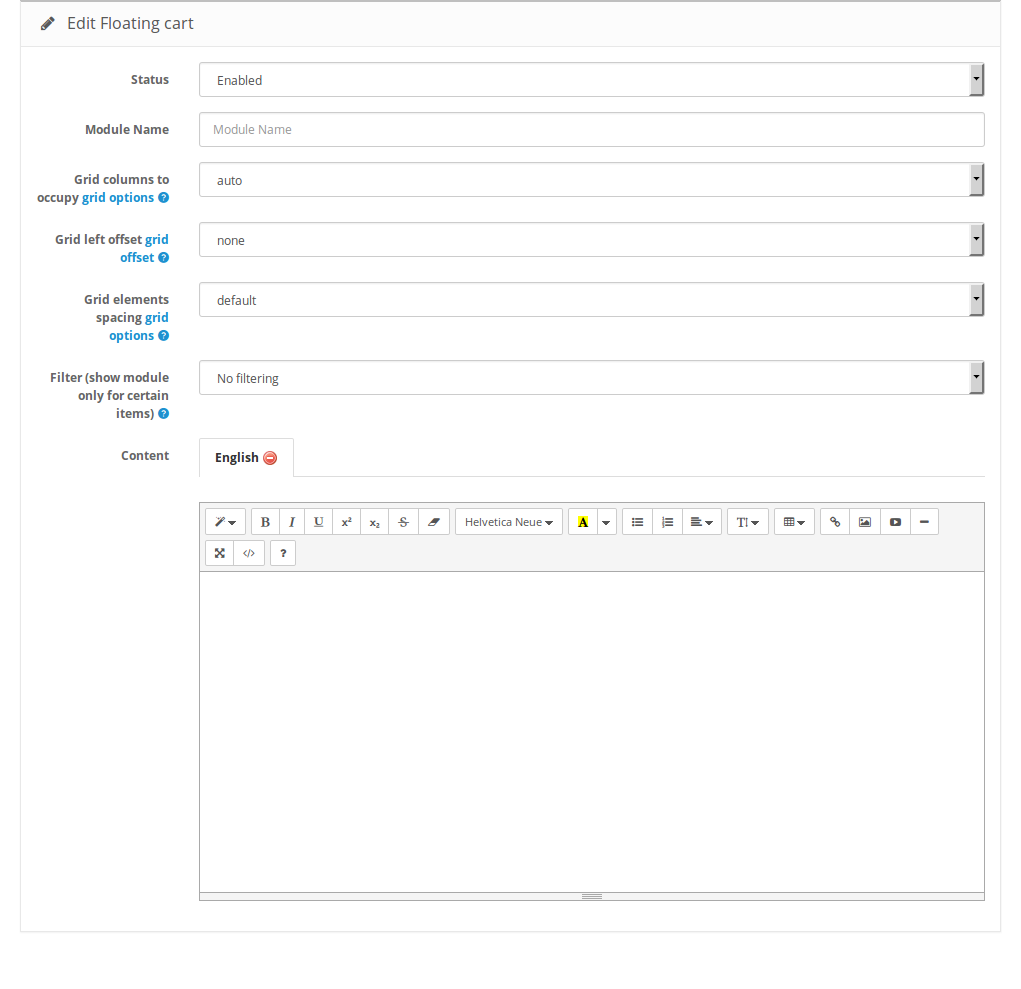 Edit Floating cart
Status
Enabled
Module Name
Module Name
Grid columns to
occupy grid options ?
auto
Grid left offset grid
offset ?
none
Grid elements
spacing grid
options ?
default
Filter (show module
only for certain
items) ?
No filtering
Content
English
B I U x² x₂ S Helvetica Neue A T I
</> ?